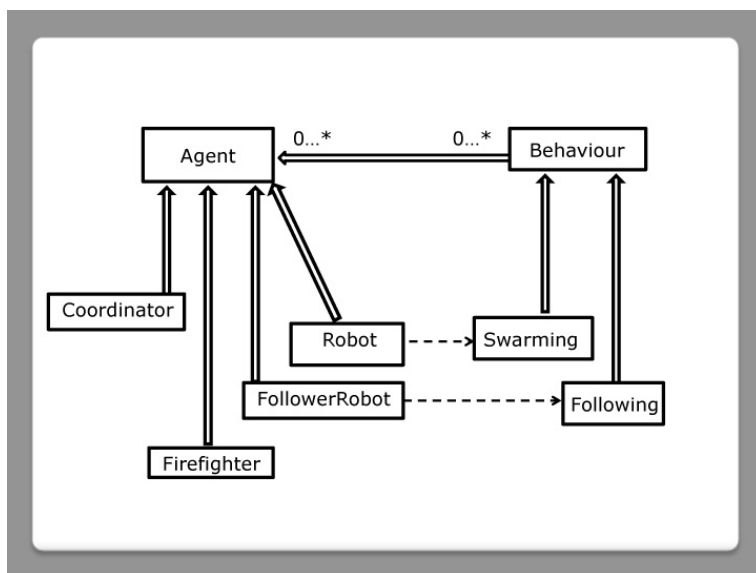 0...*
0...*
Agent
Behaviour
Coordinator
Robot
Swarming
FollowerRobot
Following
Firefighter